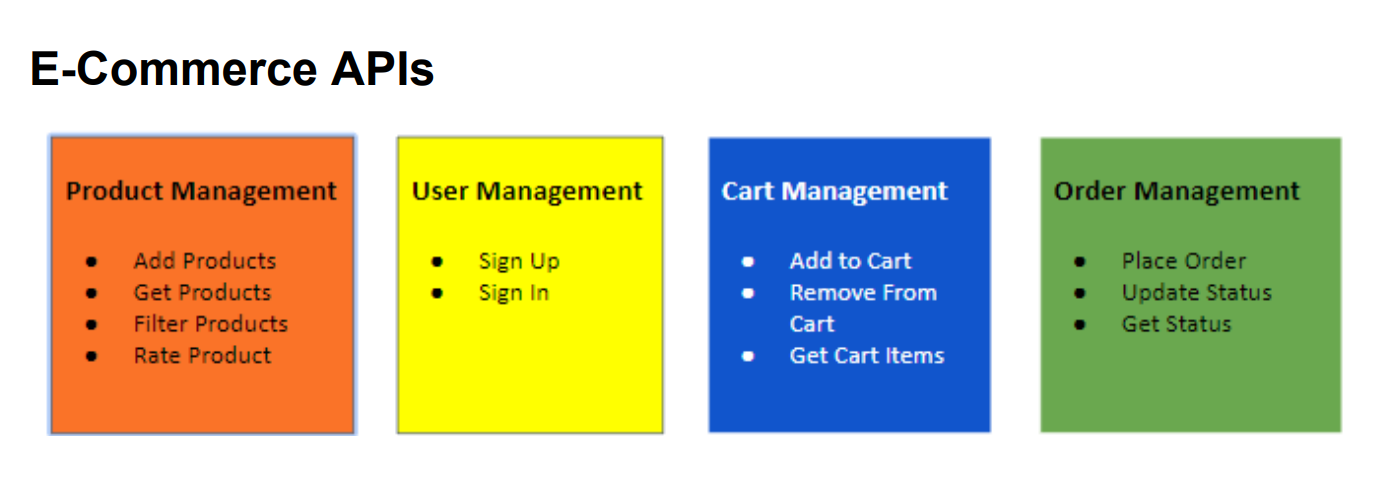 E-Commerce APIs
Product Management
● Add Products
● Get Products
● Filter Products
● Rate Product
User Management
● Sign Up
● Sign In
Cart Management
● Add to Cart
● Remove From
Cart
● Get Cart Items
Order Management
● Place Order
● Update Status
● Get Status